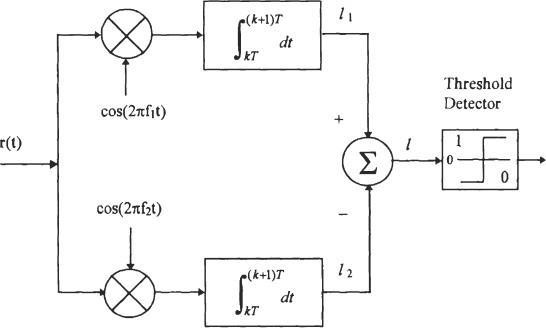 ∫kT(k+1)T dt
l1
cos(2πf1t)
Threshold
Detector
+
r(t)
Σ
l
1
0
0
cos(2πf2t)
−
∫kT(k+1)T dt
l2